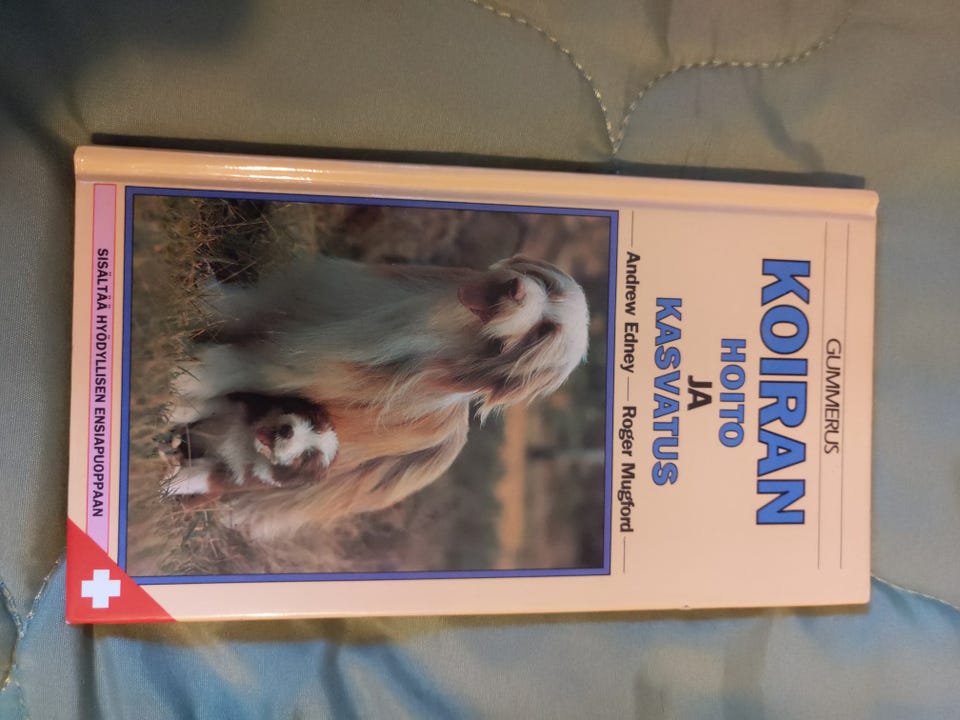 GUMMERUS
KOIRAN
HOITO
JA
KASVATUS
Andrew Edney — Roger Mugford
SISÄLTÄÄ HYÖDYLLISEN ENSIAPUOPPAAN